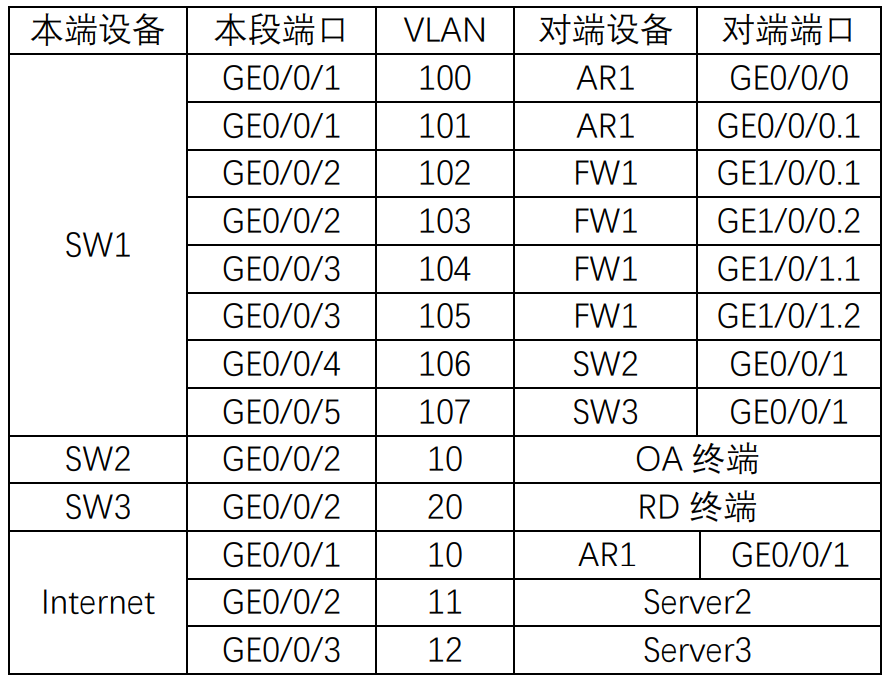 本端设备 本段端口 VLAN 对端设备 对端端口
SW1 GE0/0/1 100 AR1 GE0/0/0
GE0/0/1 101 AR1 GE0/0/0.1
GE0/0/2 102 FW1 GE1/0/0.1
GE0/0/2 103 FW1 GE1/0/0.2
GE0/0/3 104 FW1 GE1/0/1.1
GE0/0/3 105 FW1 GE1/0/1.2
GE0/0/4 106 SW2 GE0/0/1
GE0/0/5 107 SW3 GE0/0/1
SW2 GE0/0/2 10 OA 终端
SW3 GE0/0/2 20 RD 终端
Internet GE0/0/1 10 AR1 GE0/0/1
GE0/0/2 11 Server2
GE0/0/3 12 Server3